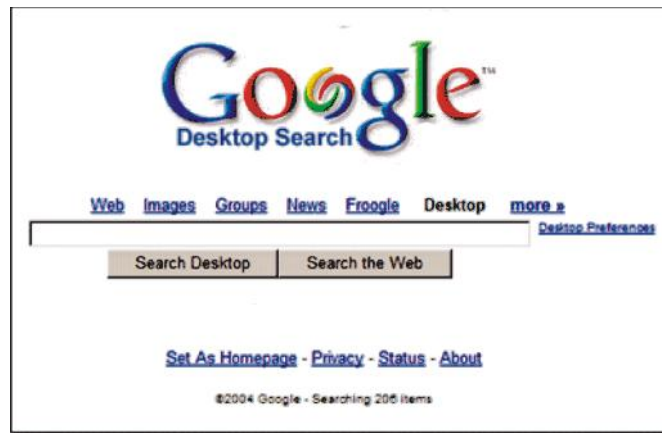 Google™
Desktop Search
Web Images Groups News Froogle Desktop more »
Desktop Preferences
Search Desktop Search the Web
Set As Homepage - Privacy - Status - About
©2004 Google - Searching 206 items